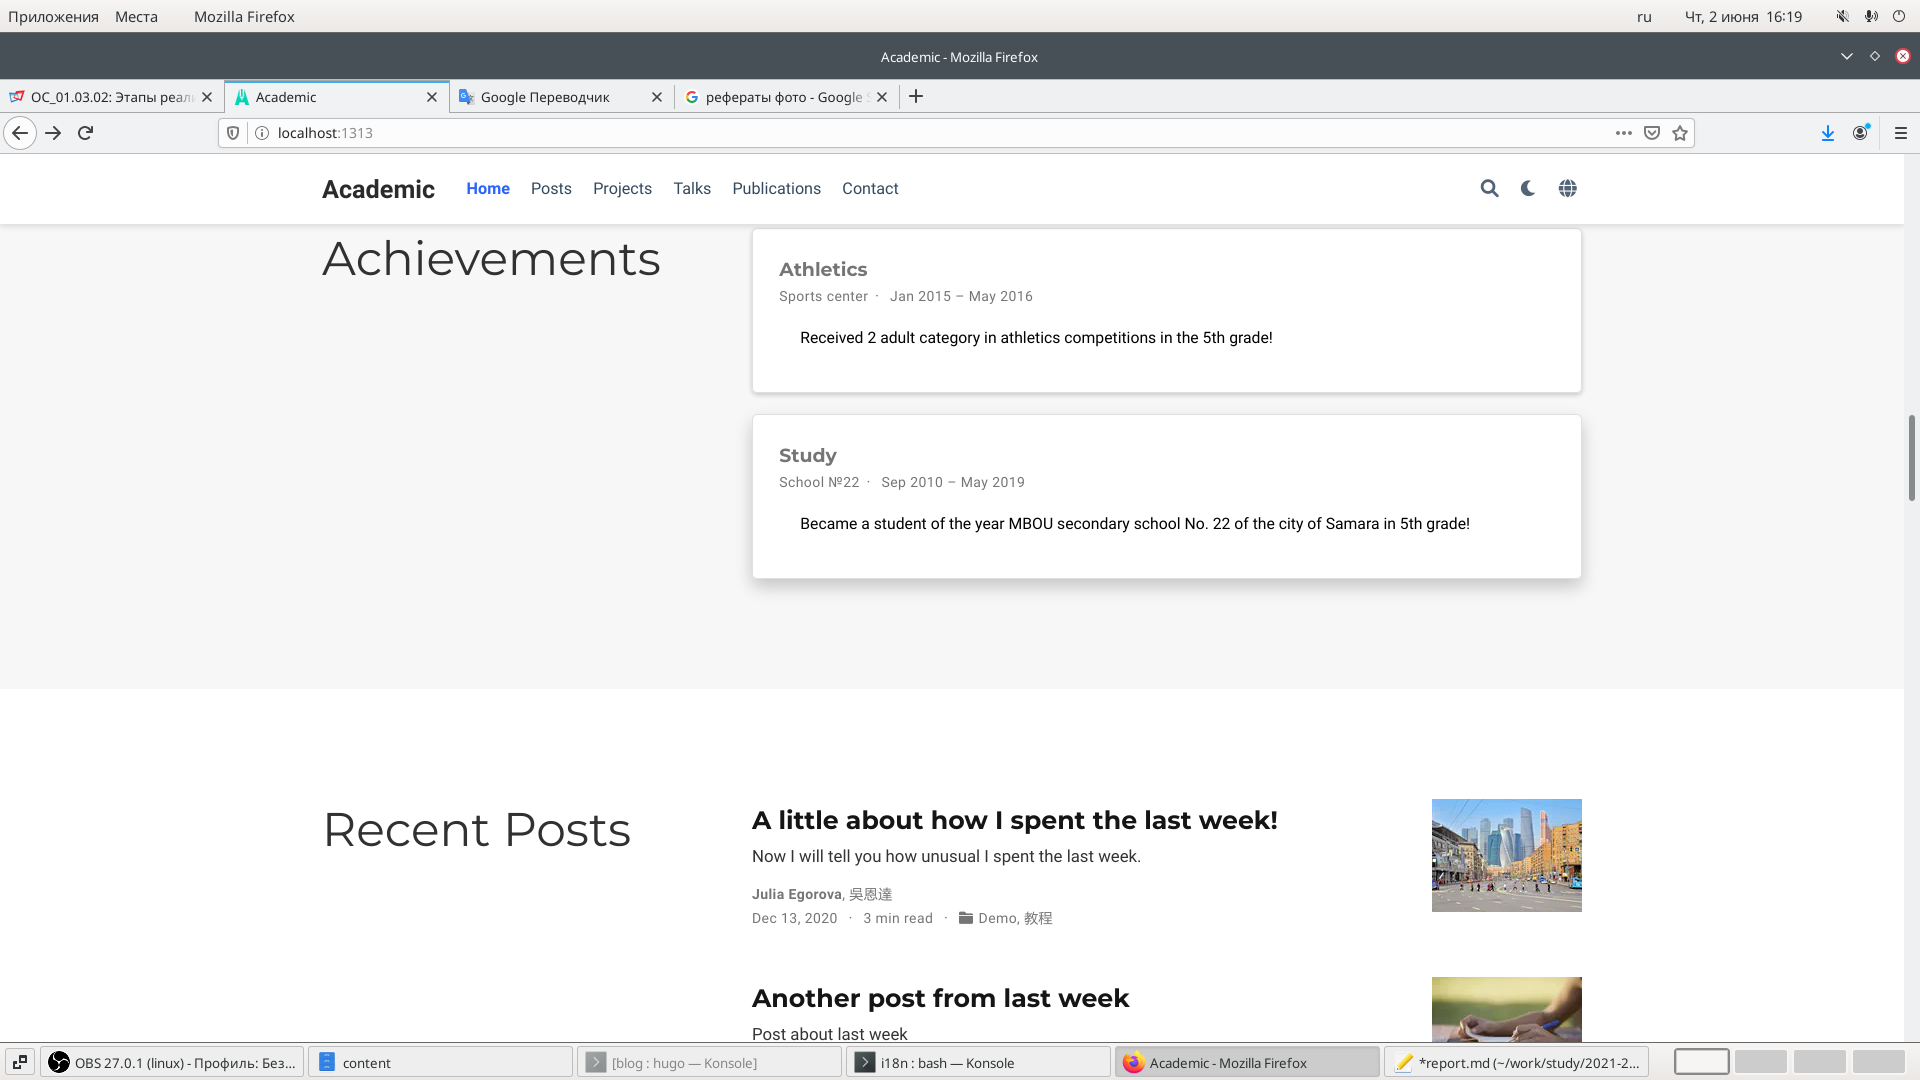 Приложения Места Mozilla Firefox ru Чт, 2 июня 16:19
Academic - Mozilla Firefox
ОС_01.03.02: Этапы реал Academic Google Переводчик рефераты фото - Google S
localhost:1313
Academic Home Posts Projects Talks Publications Contact
Achievements
Athletics
Sports center · Jan 2015 – May 2016
Received 2 adult category in athletics competitions in the 5th grade!
Study
School №22 · Sep 2010 – May 2019
Became a student of the year MBOU secondary school No. 22 of the city of Samara in 5th grade!
Recent Posts
A little about how I spent the last week!
Now I will tell you how unusual I spent the last week.
Julia Egorova, 吳恩達
Dec 13, 2020 · 3 min read · Demo, 教程
Another post from last week
Post about last week
OBS 27.0.1 (linux) - Профиль: Без... content [blog : hugo — Konsole] i18n : bash — Konsole Academic - Mozilla Firefox *report.md (~/work/study/2021-2...